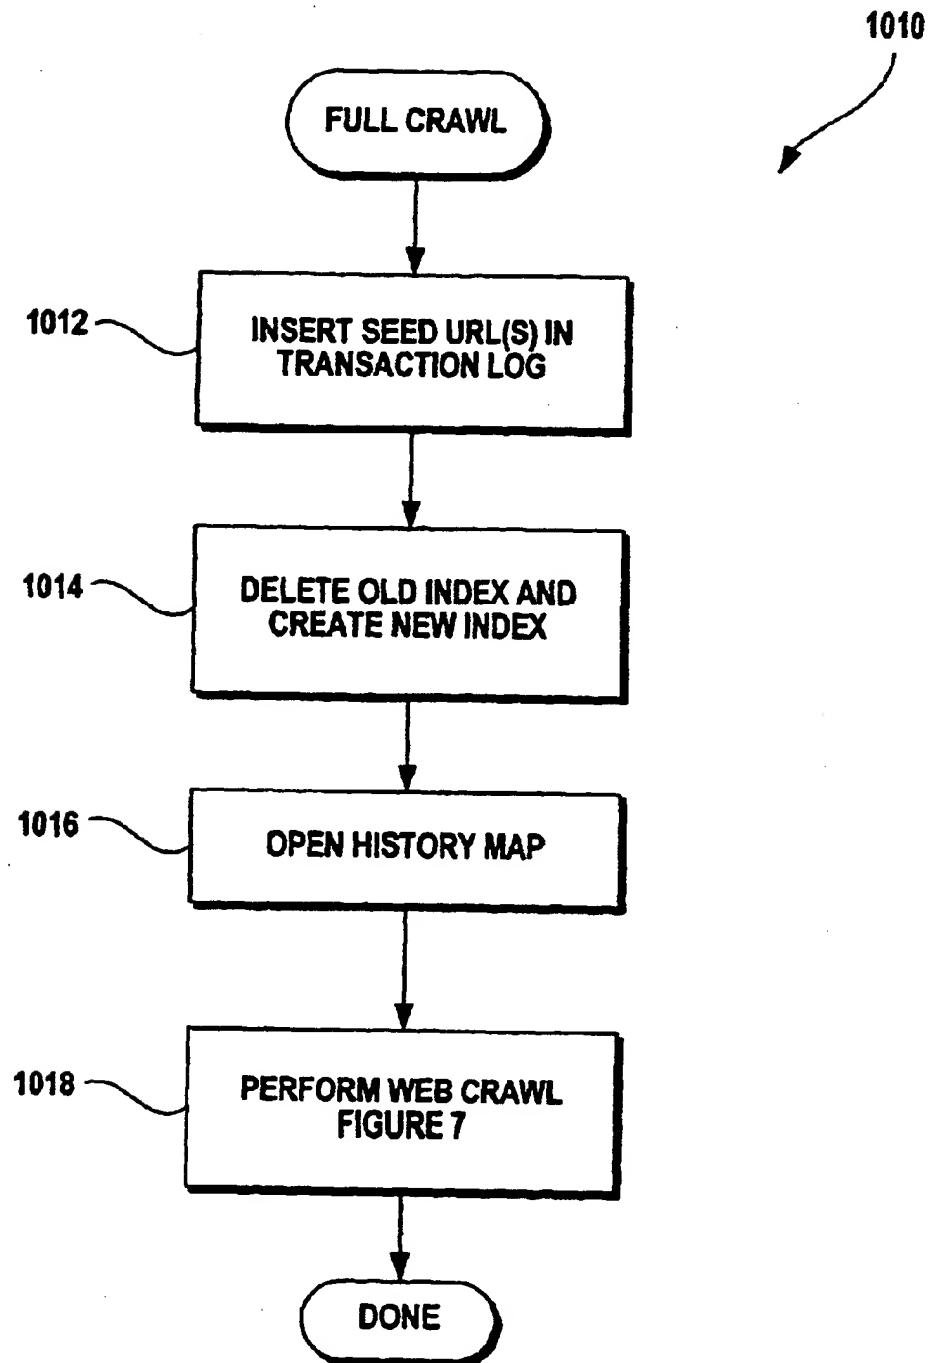 1010
FULL CRAWL
1012
INSERT SEED URL(S) IN
TRANSACTION LOG
1014
DELETE OLD INDEX AND
CREATE NEW INDEX
1016
OPEN HISTORY MAP
1018
PERFORM WEB CRAWL
FIGURE 7
DONE